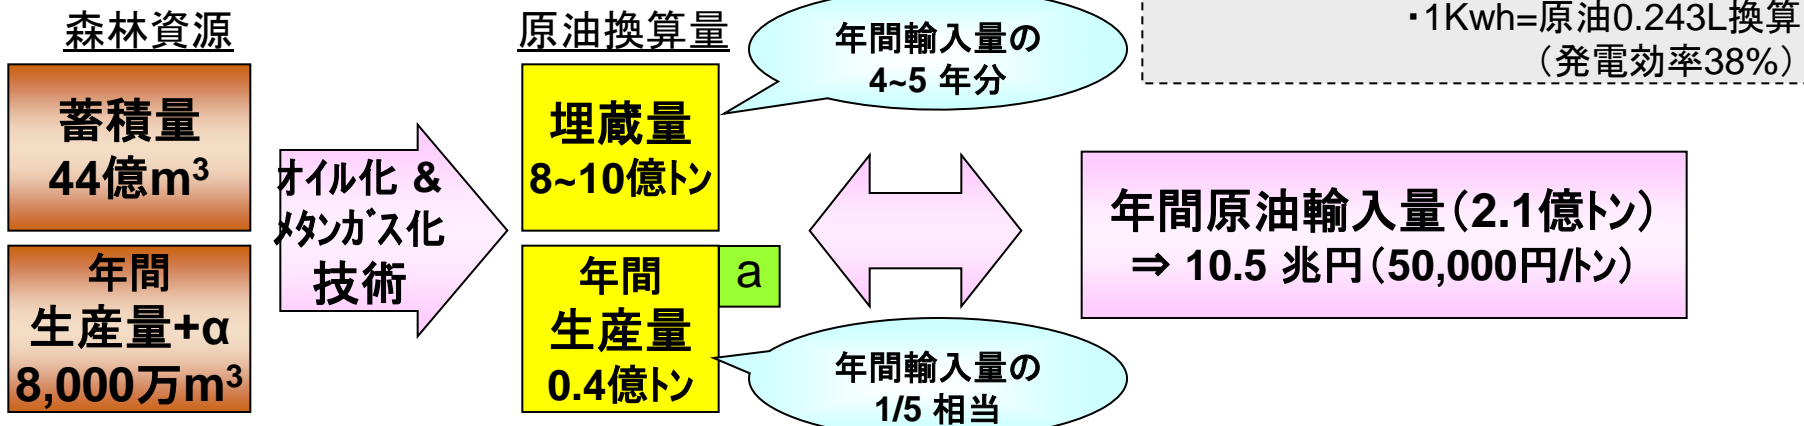 森林資源
蓄積量
44億m³
年間
生産量+α
8,000万m³
ｵｲﾙ化 &
ﾒﾀﾝｶﾞｽ化
技術
原油換算量
埋蔵量
8~10億ﾄﾝ
年間
生産量
0.4億ﾄﾝ
a
年間輸入量の
4~5 年分
年間輸入量の
1/5 相当
・1Kwh=原油0.243L換算
（発電効率38%）
年間原油輸入量（2.1億ﾄﾝ）
⇒ 10.5 兆円（50,000円/ﾄﾝ）